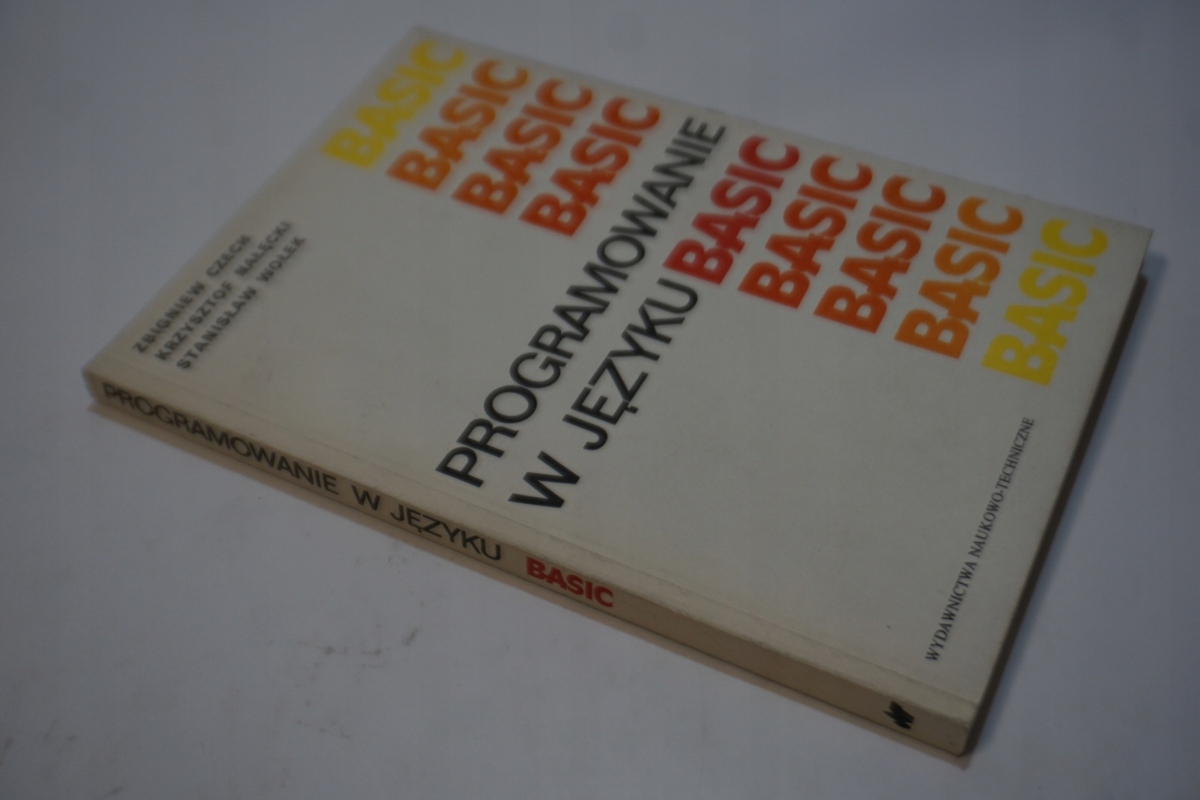 ZBIGNIEW CZECH
KRZYSZTOF NAŁĘCKI
STANISŁAW WOŁEK
BASIC
BASIC
BASIC
BASIC
PROGRAMOWANIE
W JĘZYKU BASIC
BASIC
BASIC
BASIC
BASIC
WYDAWNICTWA NAUKOWO-TECHNICZNE
PROGRAMOWANIE W JĘZYKU BASIC